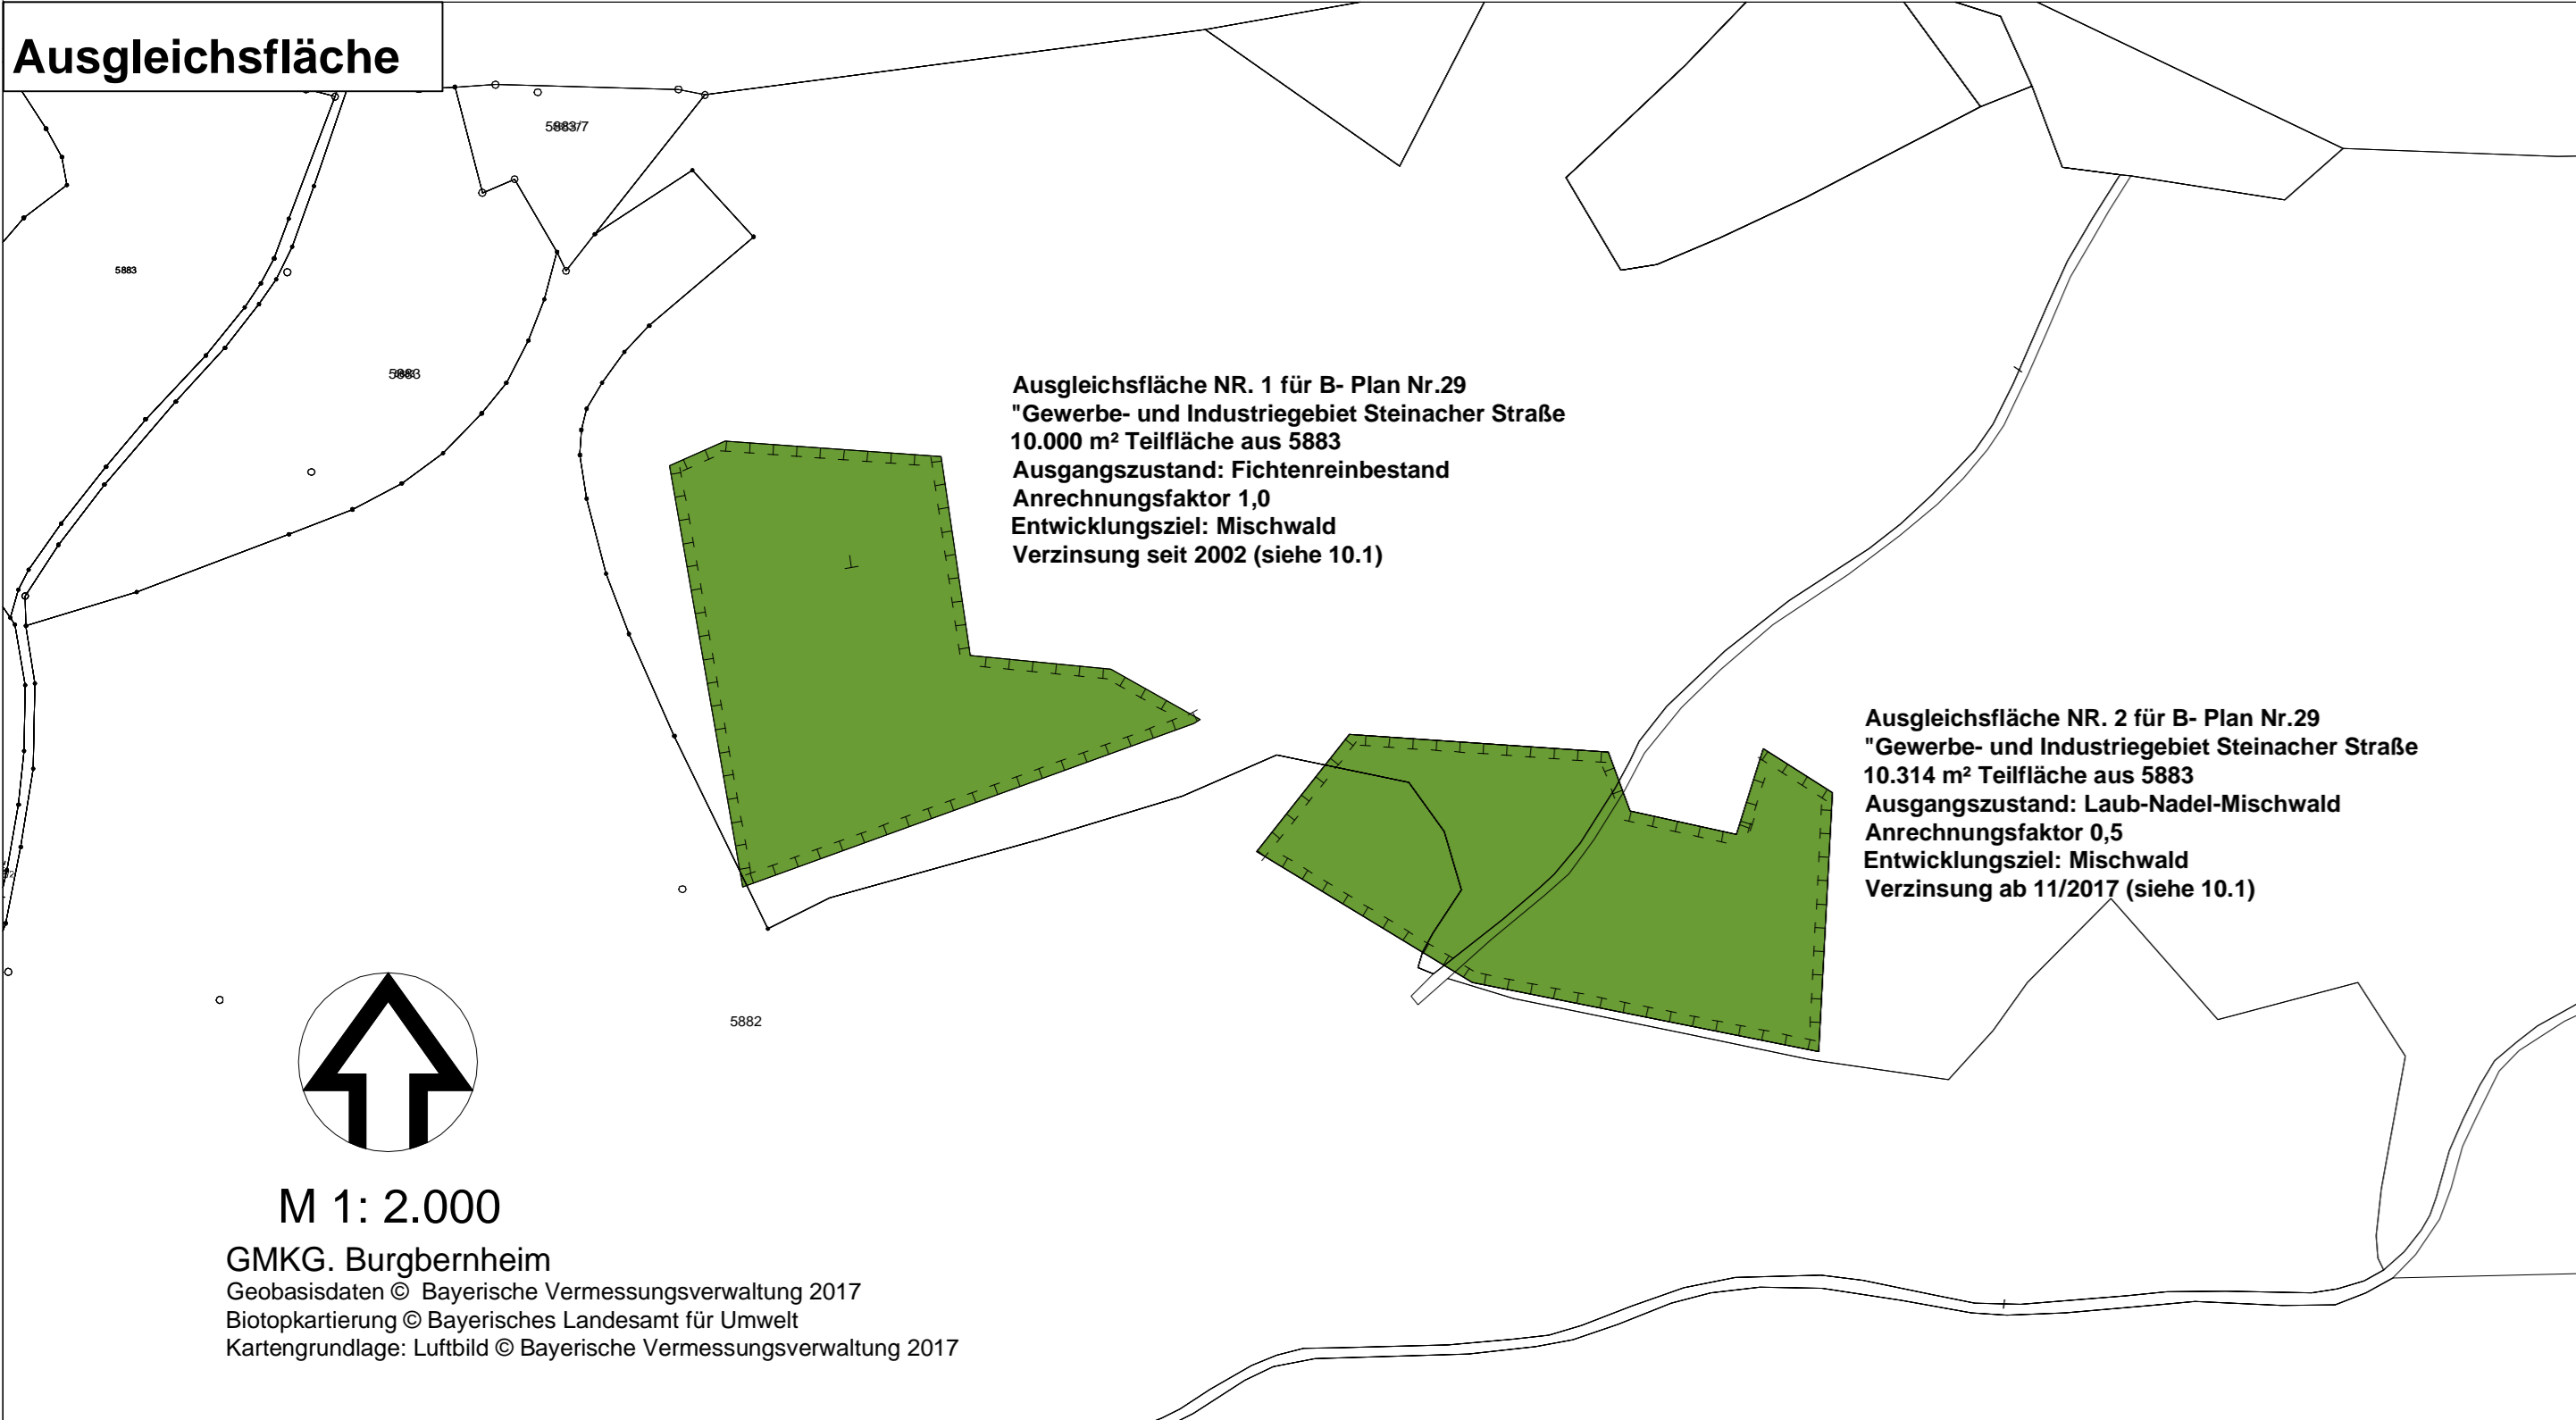 Ausgleichsfläche
5883/7
5883
5883
Ausgleichsfläche NR. 1 für B- Plan Nr.29
"Gewerbe- und Industriegebiet Steinacher Straße
10.000 m² Teilfläche aus 5883
Ausgangszustand: Fichtenreinbestand
Anrechnungsfaktor 1,0
Entwicklungsziel: Mischwald
Verzinsung seit 2002 (siehe 10.1)
Ausgleichsfläche NR. 2 für B- Plan Nr.29
"Gewerbe- und Industriegebiet Steinacher Straße
10.314 m² Teilfläche aus 5883
Ausgangszustand: Laub-Nadel-Mischwald
Anrechnungsfaktor 0,5
Entwicklungsziel: Mischwald
Verzinsung ab 11/2017 (siehe 10.1)
5882
M 1: 2.000
GMKG. Burgbernheim
Geobasisdaten © Bayerische Vermessungsverwaltung 2017
Biotopkartierung © Bayerisches Landesamt für Umwelt
Kartengrundlage: Luftbild © Bayerische Vermessungsverwaltung 2017